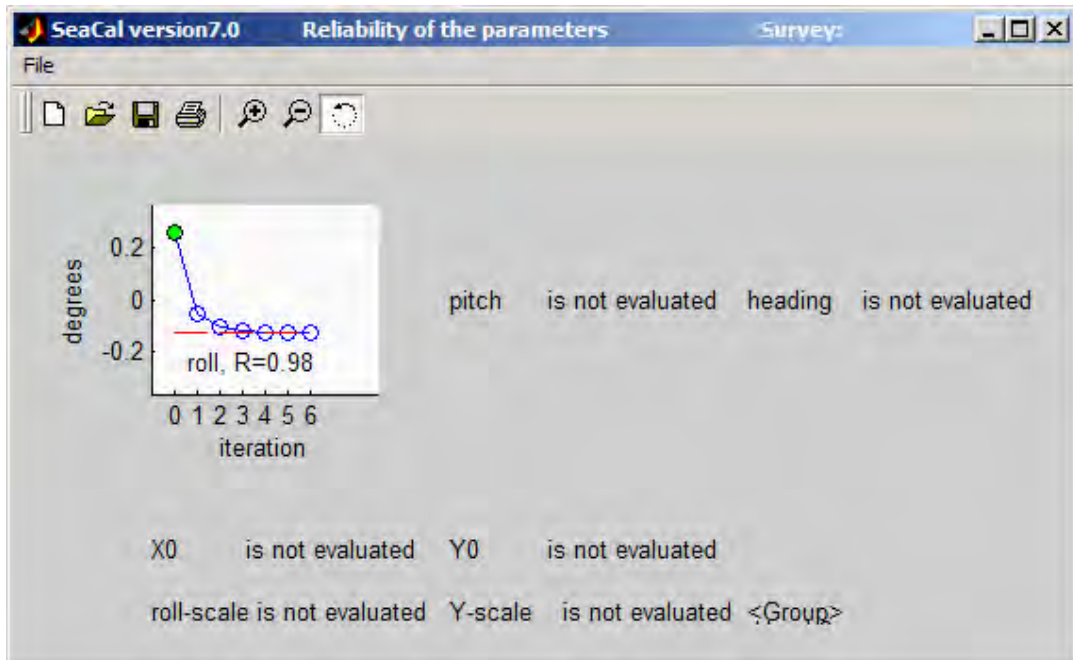 SeaCal version7.0 Reliability of the parameters Survey:
File
0.2
0
-0.2
degrees
roll, R=0.98
0 1 2 3 4 5 6
iteration
pitch is not evaluated heading is not evaluated
X0 is not evaluated Y0 is not evaluated
roll-scale is not evaluated Y-scale is not evaluated <Group>